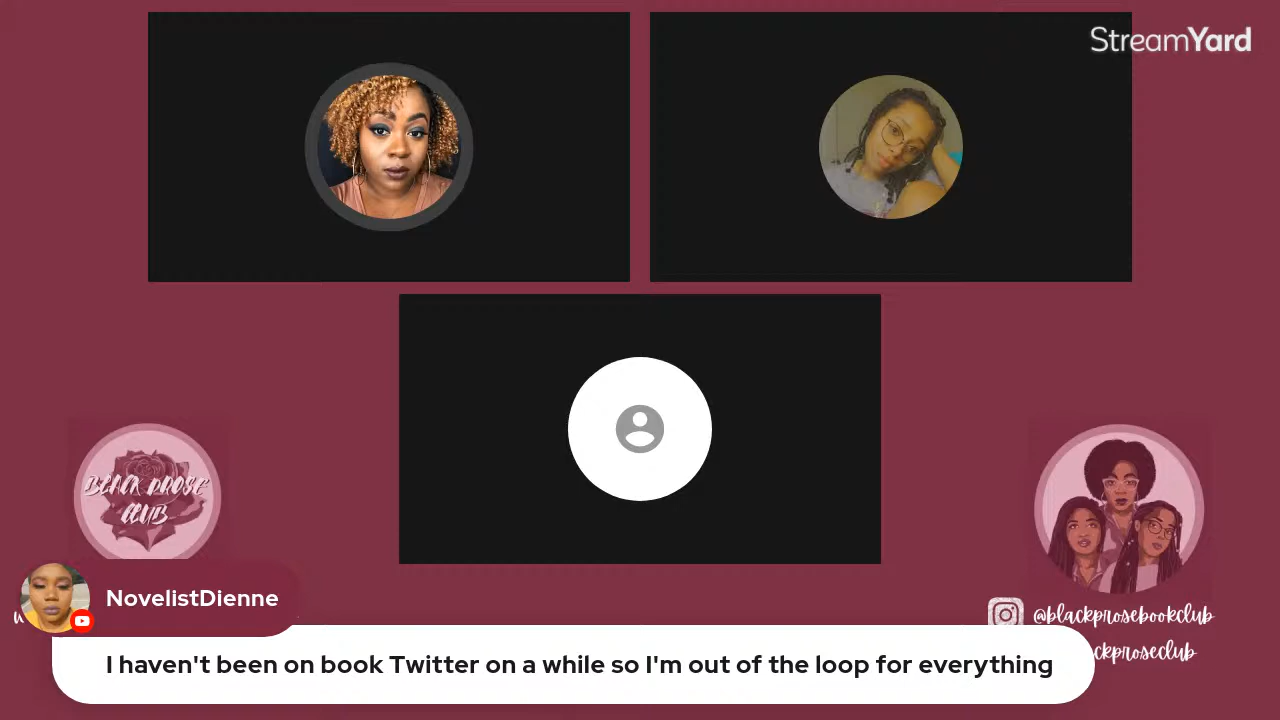 StreamYard
BLACK PROSE
CLUB
NovelistDienne
@blackprosebookclub
I haven't been on book Twitter on a while so I'm out of the loop for everything